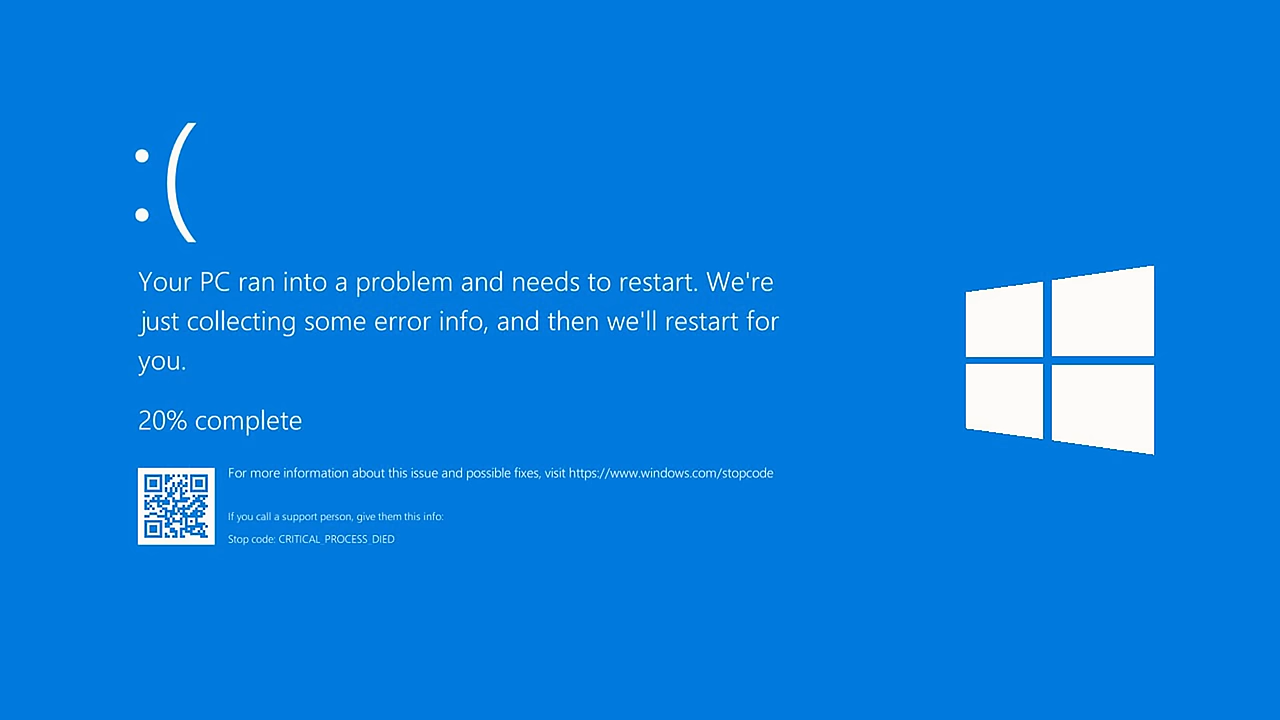 :(
Your PC ran into a problem and needs to restart. We're
just collecting some error info, and then we'll restart for
you.
20% complete
For more information about this issue and possible fixes, visit https://www.windows.com/stopcode
If you call a support person, give them this info:
Stop code: CRITICAL_PROCESS_DIED